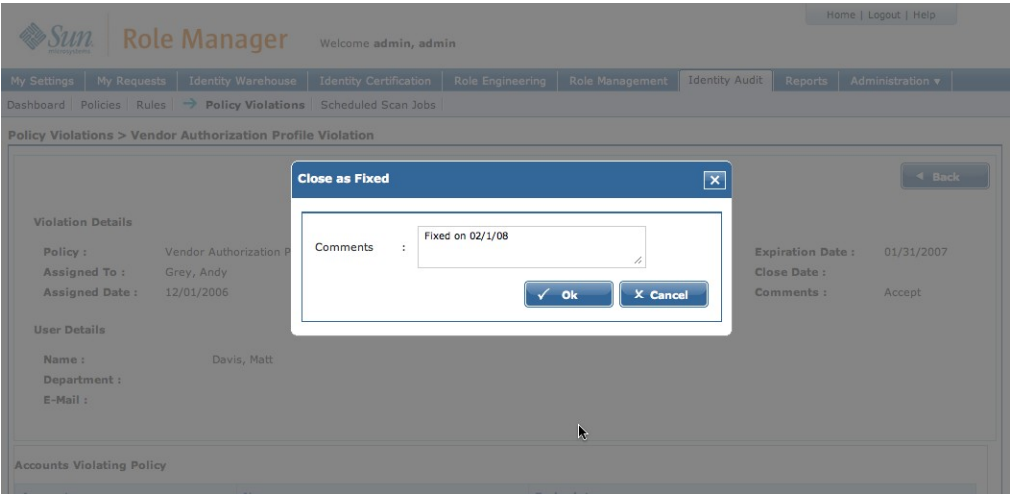 Home | Logout | Help
Sun microsystems Role Manager Welcome admin, admin
My Settings My Requests Identity Warehouse Identity Certification Role Engineering Role Management Identity Audit Reports Administration
Dashboard Policies Rules Policy Violations Scheduled Scan Jobs
Policy Violations > Vendor Authorization Profile Violation
Back
Close as Fixed
Comments : Fixed on 02/1/08
Ok Cancel
Violation Details
Policy : Vendor Authorization P
Expiration Date : 01/31/2007
Assigned To : Grey, Andy
Close Date :
Assigned Date : 12/01/2006
Comments : Accept
User Details
Name : Davis, Matt
Department :
E-Mail :
Accounts Violating Policy